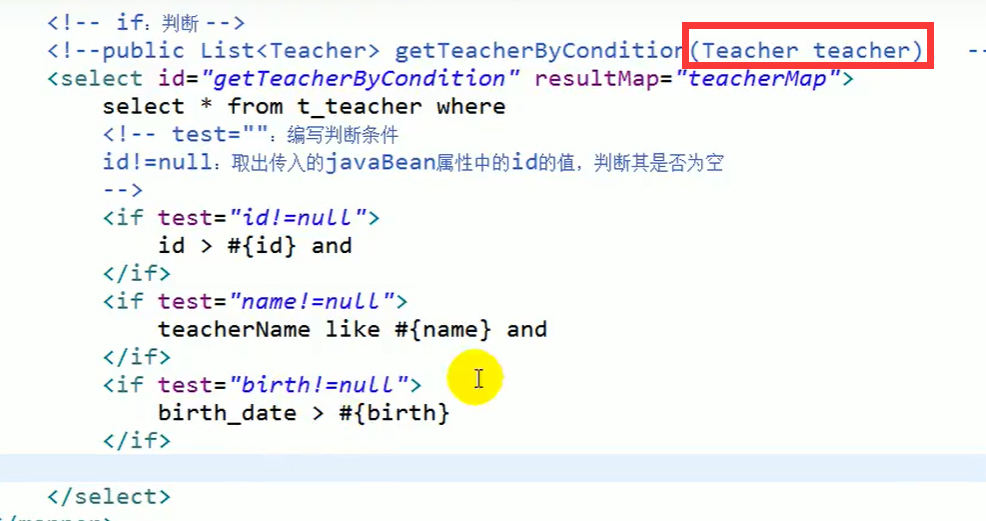 <!-- if：判断 -->
<!--public List<Teacher> getTeacherByCondition(Teacher teacher) --
<select id="getTeacherByCondition" resultMap="teacherMap">
select * from t_teacher where
<!-- test=""：编写判断条件
id!=null：取出传入的javaBean属性中的id的值，判断其是否为空
-->
<if test="id!=null">
id > #{id} and
</if>
<if test="name!=null">
teacherName like #{name} and
</if>
<if test="birth!=null">
birth_date > #{birth}
</if>
</select>